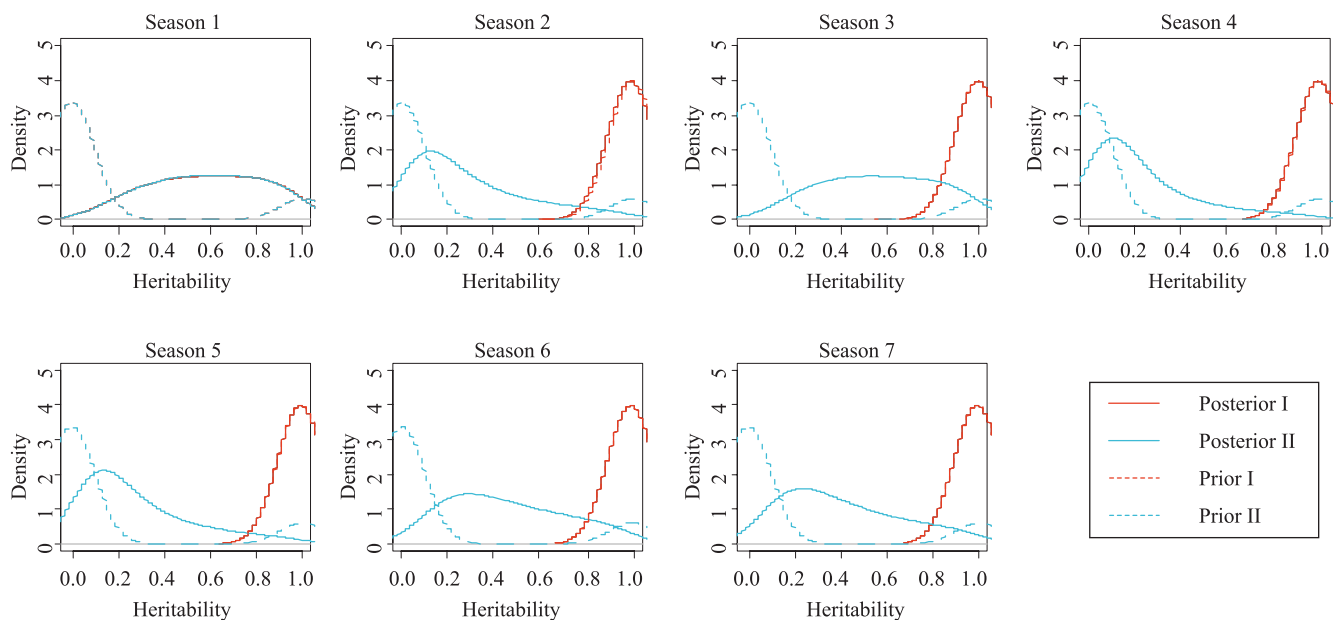 Season 1
Season 2
Season 3
Season 4
Density
5
4
3
2
1
0
0.0 0.2 0.4 0.6 0.8 1.0
Heritability
Density
5
4
3
2
1
0
0.0 0.2 0.4 0.6 0.8 1.0
Heritability
Density
5
4
3
2
1
0
0.0 0.2 0.4 0.6 0.8 1.0
Heritability
Density
5
4
3
2
1
0
0.0 0.2 0.4 0.6 0.8 1.0
Heritability
Season 5
Season 6
Season 7
Density
5
4
3
2
1
0
0.0 0.2 0.4 0.6 0.8 1.0
Heritability
Density
5
4
3
2
1
0
0.0 0.2 0.4 0.6 0.8 1.0
Heritability
Density
5
4
3
2
1
0
0.0 0.2 0.4 0.6 0.8 1.0
Heritability
Posterior I
Posterior II
Prior I
Prior II